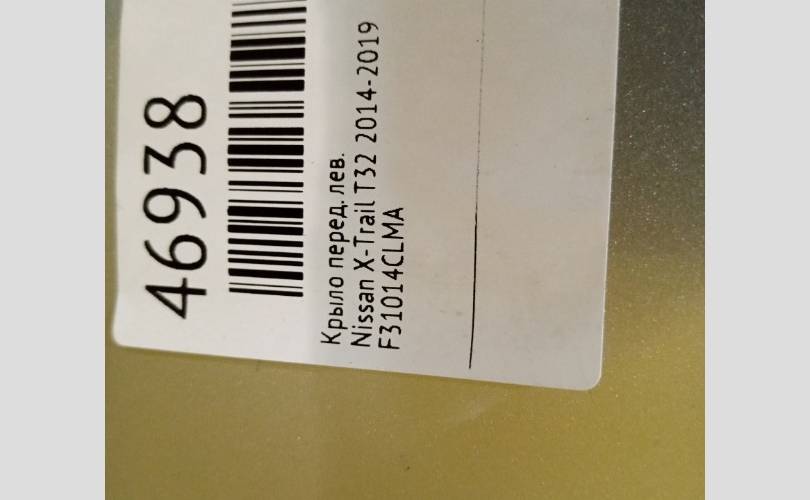 46938
Крыло перед. лев.
Nissan X-Trail T32 2014-2019
F31014CLMA